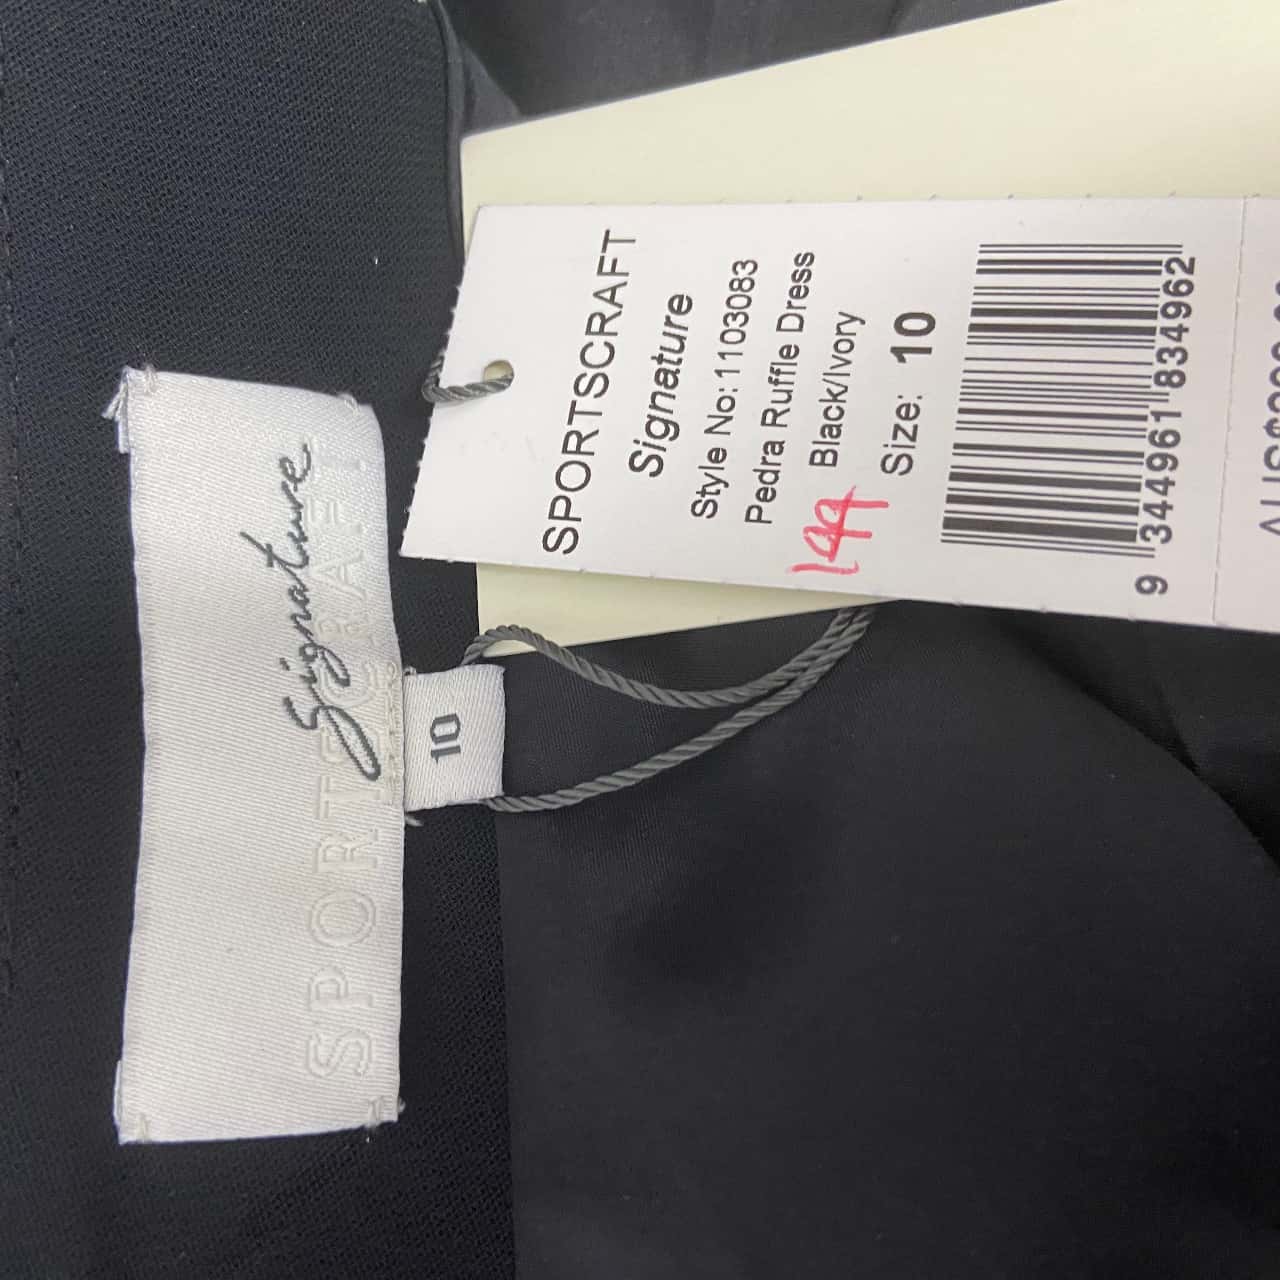 SPORTSCRAFT
Signature
Style No: 1103083
Pedra Ruffle Dress
Black/Ivory
149
Size: 10
9 344961 834962
Signature
SPORTSCRAFT
10